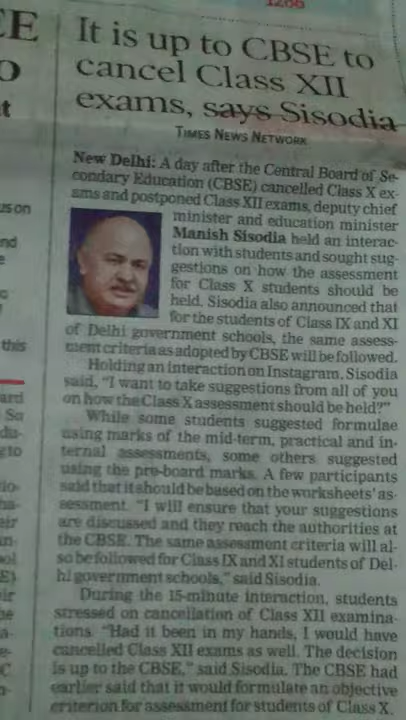 1200
CE
It is up to CBSE to
O
cancel Class XII
exams, says Sisodia
TIMES NEWS NETWORK
New Delhi: A day after the Central Board of Se-
condary Education (CBSE) cancelled Class X ex-
ams and postponed Class XII exams, deputy chief
minister and education minister
Manish Sisodia held an interac-
tion with students and sought sug-
gestions on how the assessment
for Class X students should be
held. Sisodia also announced that
for the students of Class IX and XI
of Delhi government schools, the same assess-
ment criteria as adopted by CBSE will be followed.
Holding an interaction on Instagram, Sisodia
said, "I want to take suggestions from all of you
on how the Class X assessment should be held?"
While some students suggested formulae
using marks of the mid-term, practical and in-
ternal assessments, some others suggested
using the pre-board marks. A few participants
said that it should be based on the worksheets' as-
sessment. "I will ensure that your suggestions
are discussed and they reach the authorities at
the CBSE. The same assessment criteria will al-
so be followed for Class IX and XI students of Del-
hi government schools," said Sisodia.
During the 15-minute interaction, students
stressed on cancellation of Class XII examina-
tions. "Had it been in my hands, I would have
cancelled Class XII exams as well. The decision
is up to the CBSE," said Sisodia. The CBSE had
earlier said that it would formulate an objective
criterion for assessment for students of Class X.